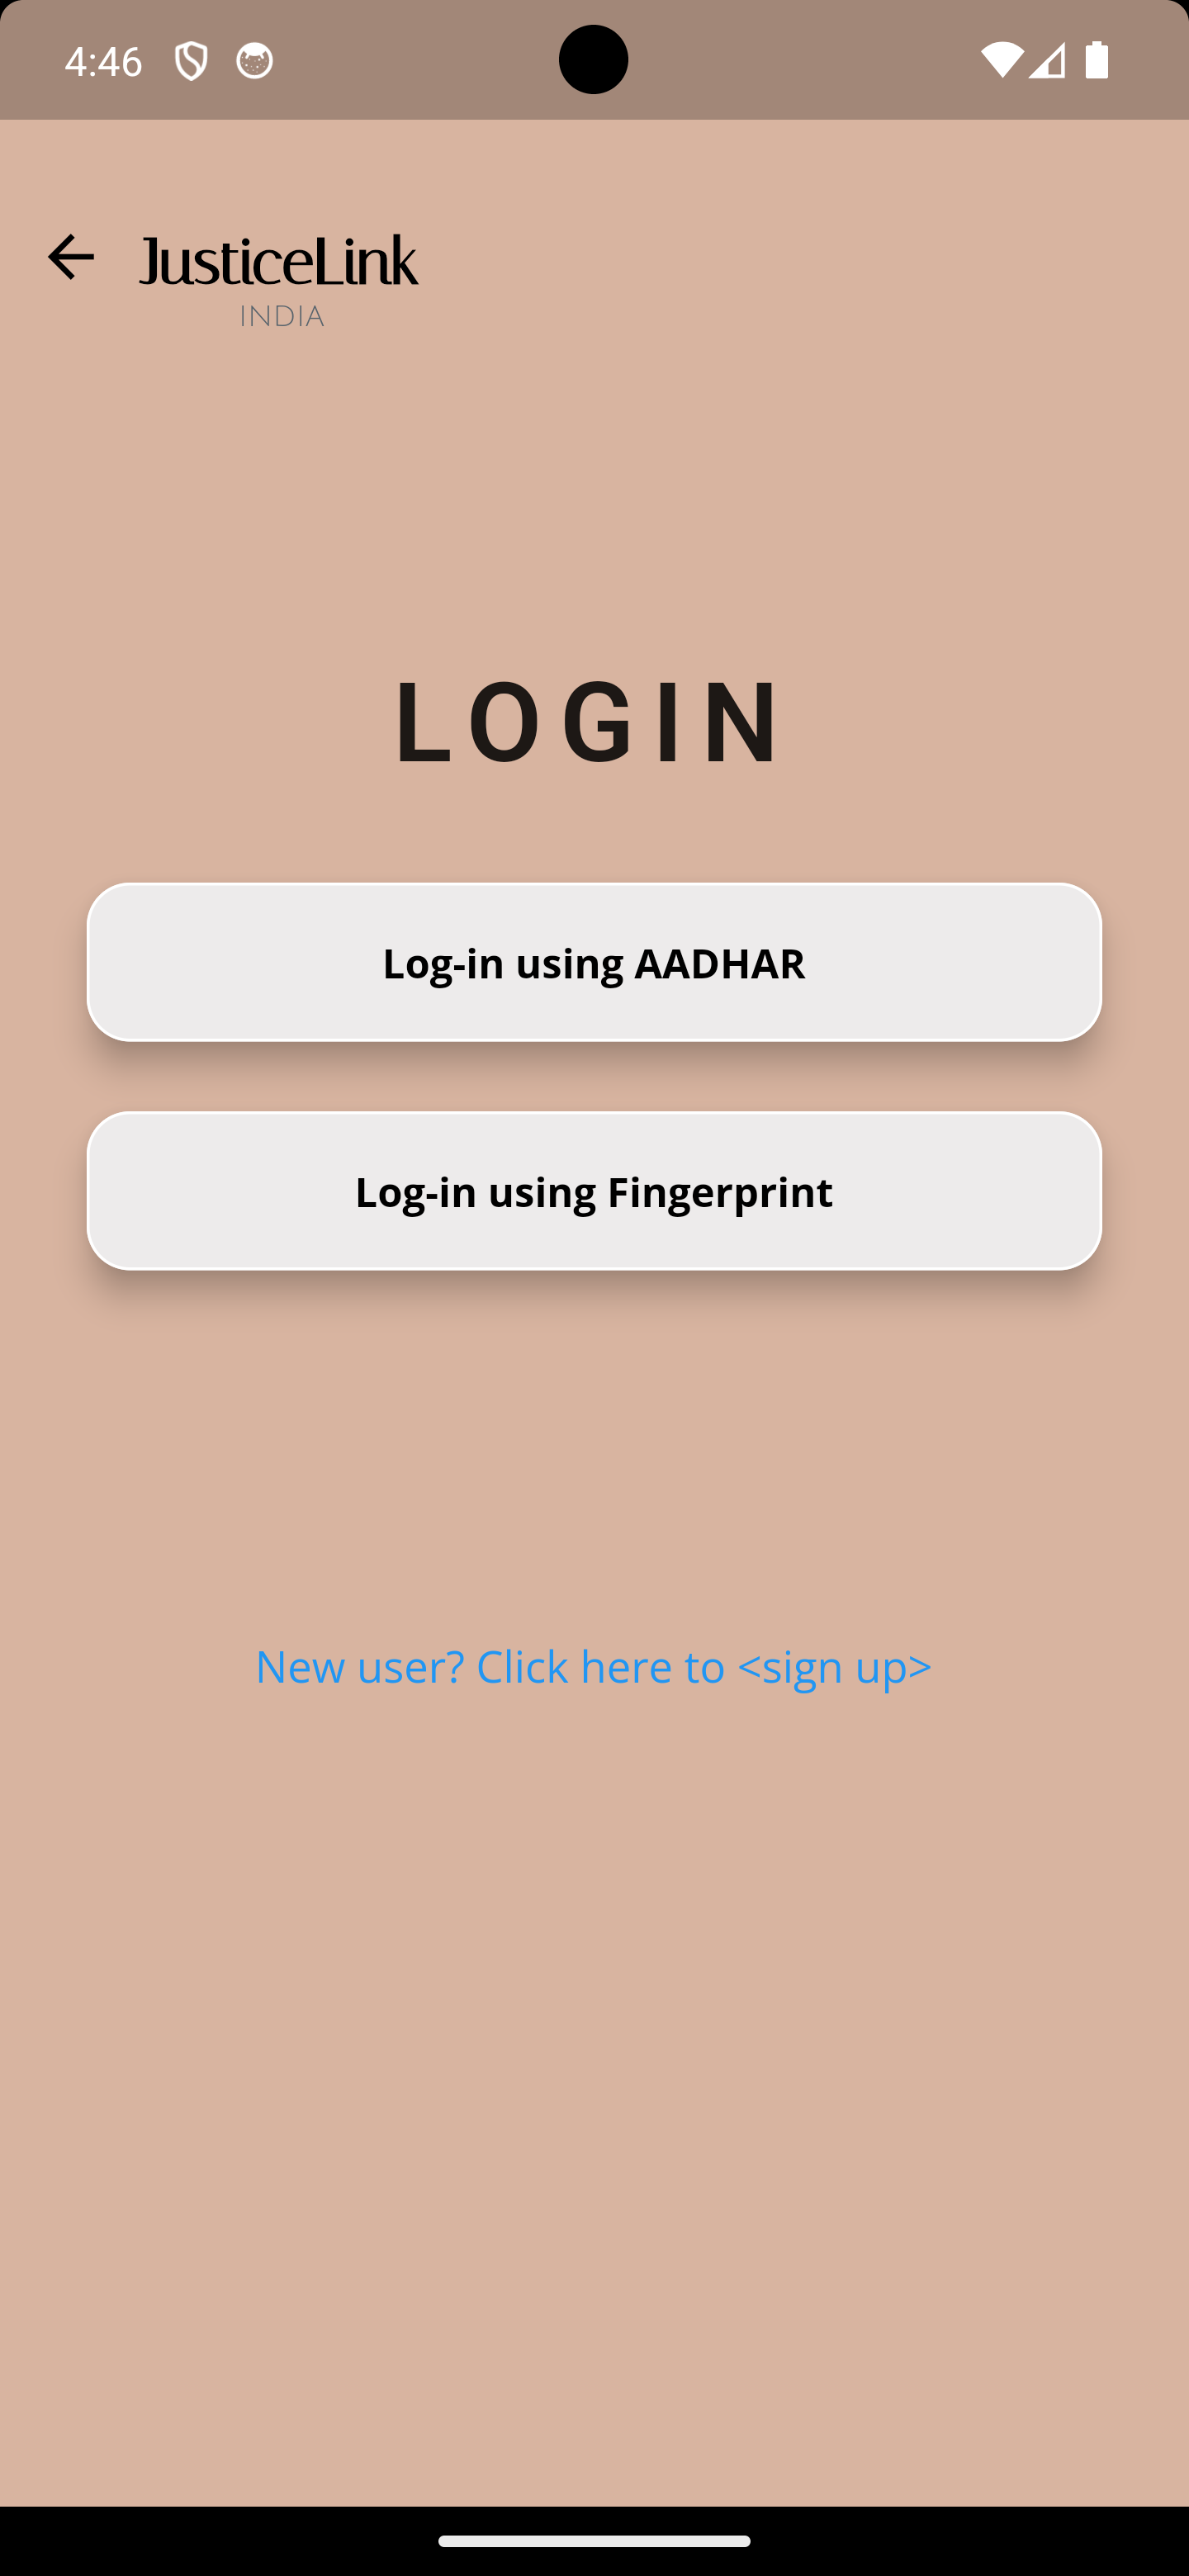 4:46
JusticeLink
INDIA
LOGIN
Log-in using AADHAR
Log-in using Fingerprint
New user? Click here to <sign up>